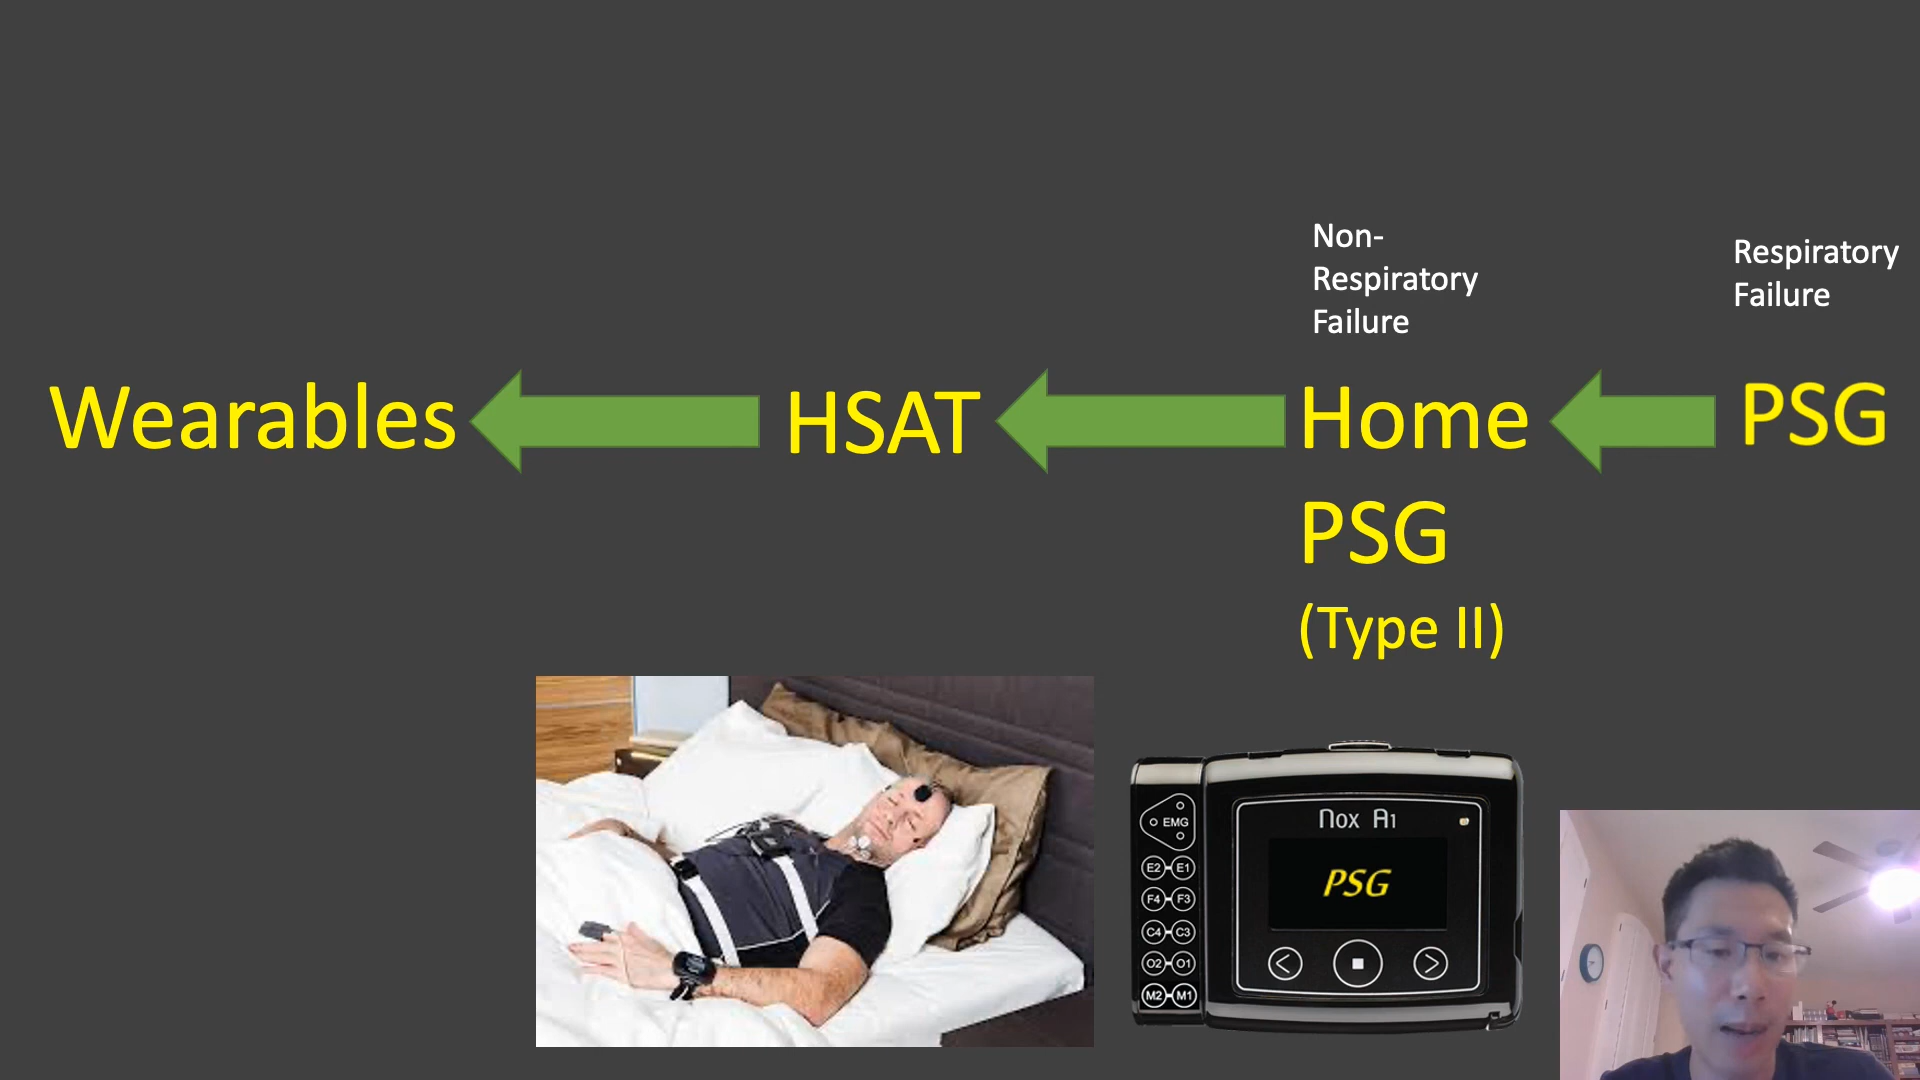 Non-
Respiratory
Failure
Respiratory
Failure
Wearables
HSAT
Home
PSG
(Type II)
PSG
Nox A1
PSG
EMG
E2 E1
F4 F3
C4 C3
O2 O1
M2 M1